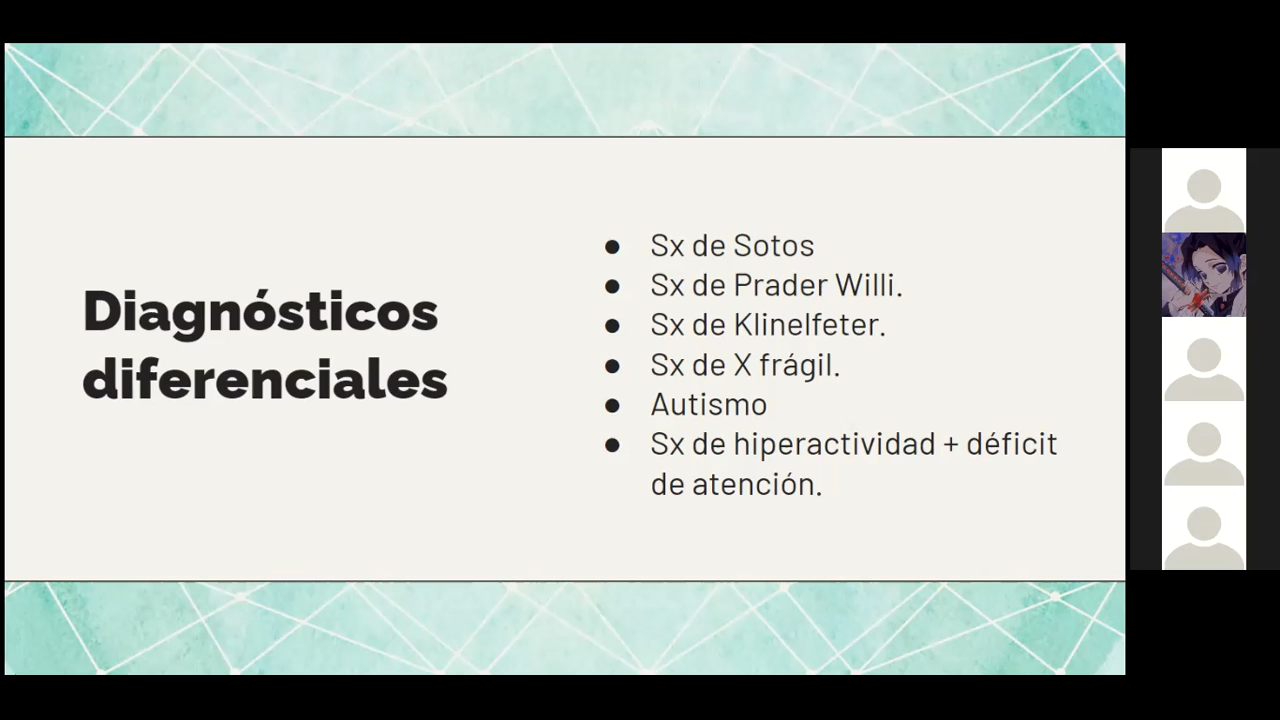 Diagnósticos
diferenciales
● Sx de Sotos
● Sx de Prader Willi.
● Sx de Klinelfeter.
● Sx de X frágil.
● Autismo
● Sx de hiperactividad + déficit
de atención.